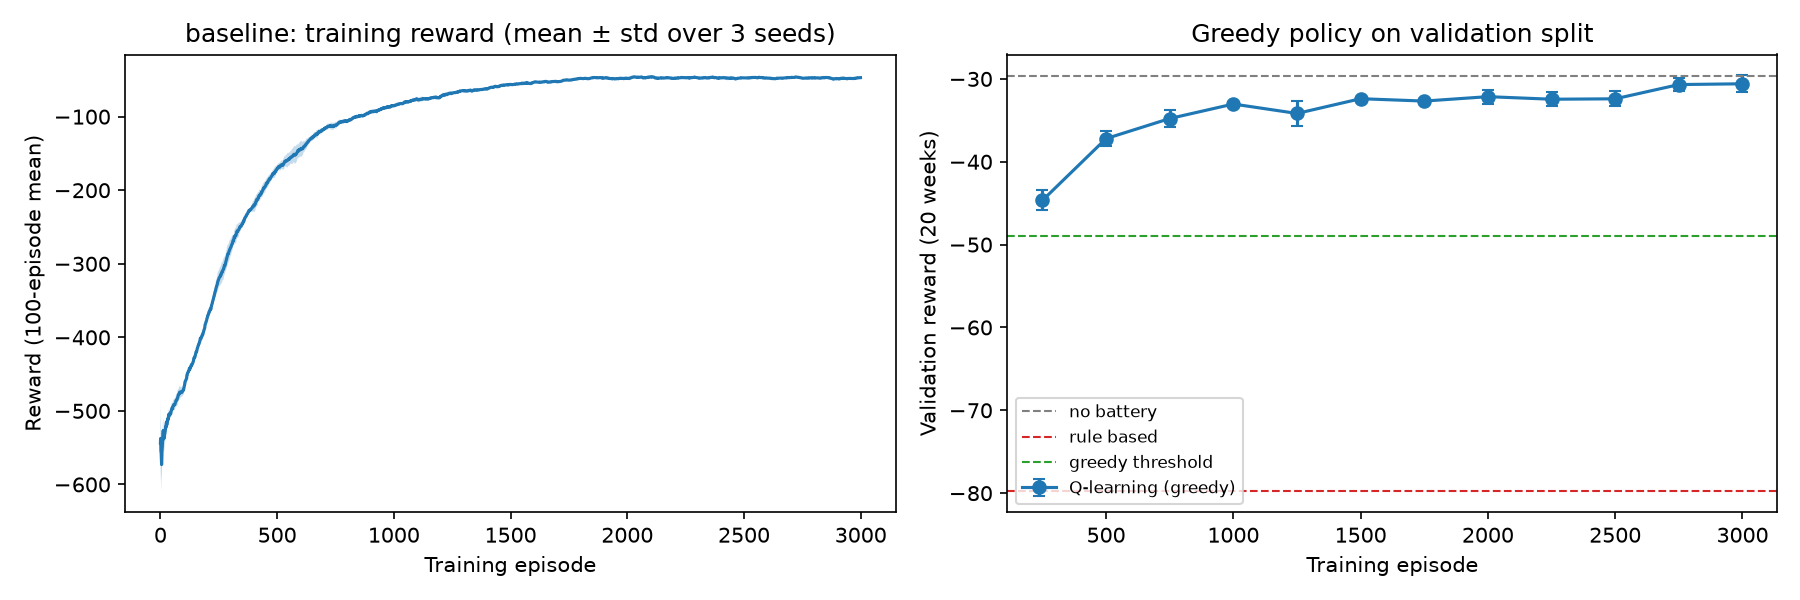 baseline: training reward (mean ± std over 3 seeds)
Reward (100-episode mean)
−100
−200
−300
−400
−500
−600
0
500
1000
1500
2000
2500
3000
Training episode
Greedy policy on validation split
Validation reward (20 weeks)
−30
−40
−50
−60
−70
−80
no battery
rule based
greedy threshold
Q-learning (greedy)
500
1000
1500
2000
2500
3000
Training episode